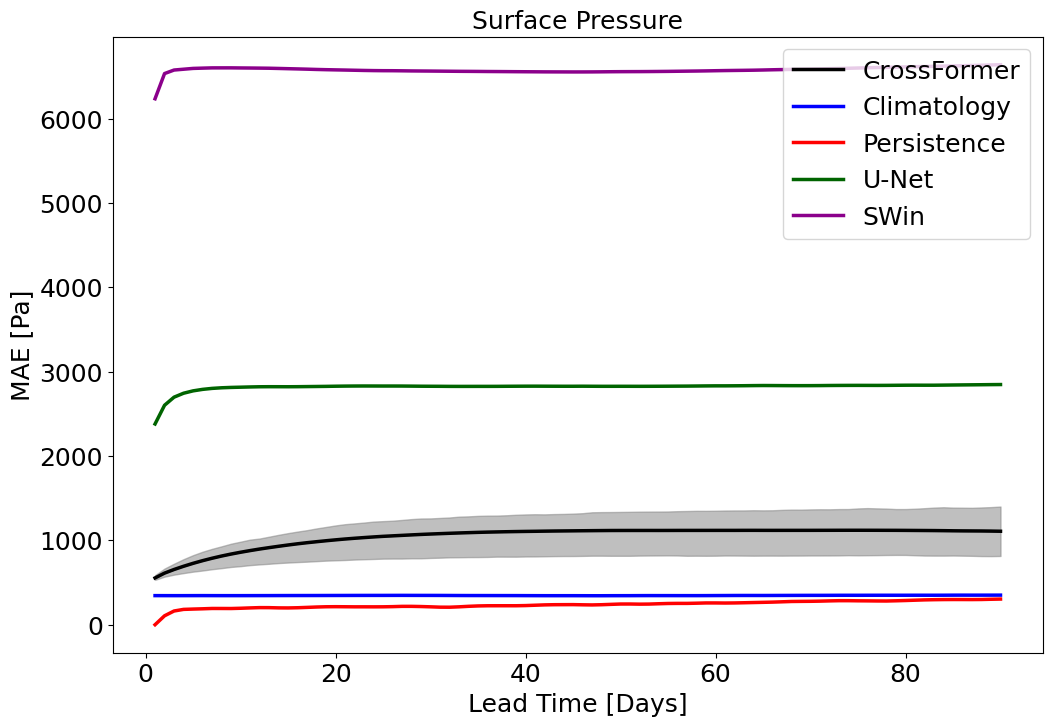 Surface Pressure
MAE [Pa]
6000
5000
4000
3000
2000
1000
0
CrossFormer
Climatology
Persistence
U-Net
SWin
0 20 40 60 80
Lead Time [Days]